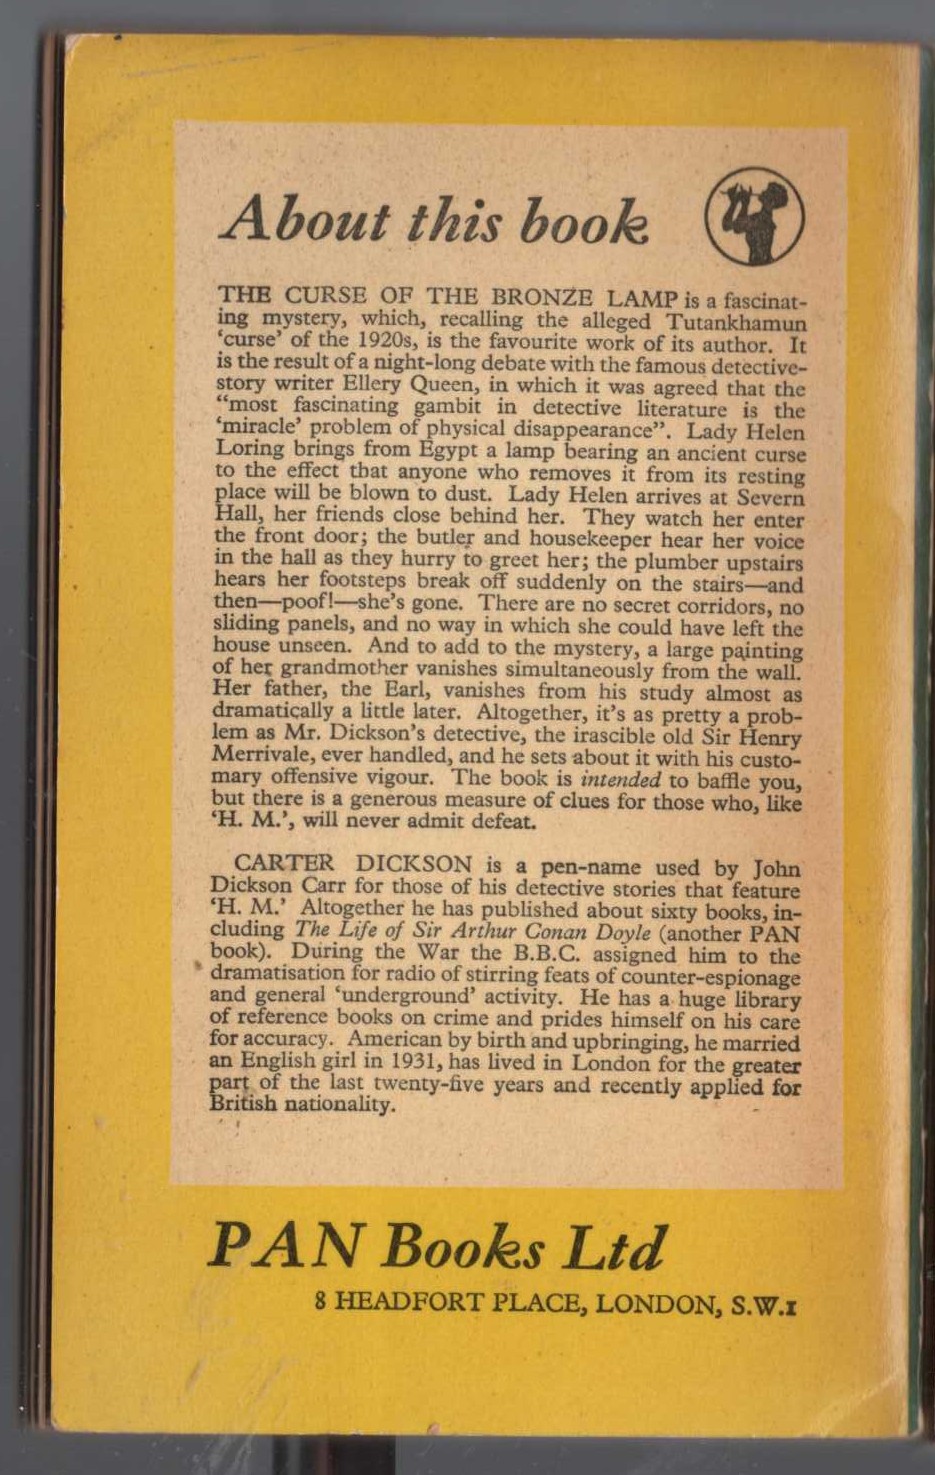 About this book
THE CURSE OF THE BRONZE LAMP is a fascinat-
ing mystery, which, recalling the alleged Tutankhamun
‘curse’ of the 1920s, is the favourite work of its author. It
is the result of a night-long debate with the famous detective-
story writer Ellery Queen, in which it was agreed that the
“most fascinating gambit in detective literature is the
‘miracle’ problem of physical disappearance”. Lady Helen
Loring brings from Egypt a lamp bearing an ancient curse
to the effect that anyone who removes it from its resting
place will be blown to dust. Lady Helen arrives at Severn
Hall, her friends close behind her. They watch her enter
the front door; the butler and housekeeper hear her voice
in the hall as they hurry to greet her; the plumber upstairs
hears her footsteps break off suddenly on the stairs—and
then—poof!—she’s gone. There are no secret corridors, no
sliding panels, and no way in which she could have left the
house unseen. And to add to the mystery, a large painting
of her grandmother vanishes simultaneously from the wall.
Her father, the Earl, vanishes from his study almost as
dramatically a little later. Altogether, it’s as pretty a prob-
lem as Mr. Dickson’s detective, the irascible old Sir Henry
Merrivale, ever handled, and he sets about it with his custo-
mary offensive vigour. The book is intended to baffle you,
but there is a generous measure of clues for those who, like
‘H. M.’, will never admit defeat.
CARTER DICKSON is a pen-name used by John
Dickson Carr for those of his detective stories that feature
‘H. M.’ Altogether he has published about sixty books, in-
cluding The Life of Sir Arthur Conan Doyle (another PAN
book). During the War the B.B.C. assigned him to the
dramatisation for radio of stirring feats of counter-espionage
and general ‘underground’ activity. He has a huge library
of reference books on crime and prides himself on his care
for accuracy. American by birth and upbringing, he married
an English girl in 1931, has lived in London for the greater
part of the last twenty-five years and recently applied for
British nationality.
PAN Books Ltd
8 HEADFORT PLACE, LONDON, S.W.1